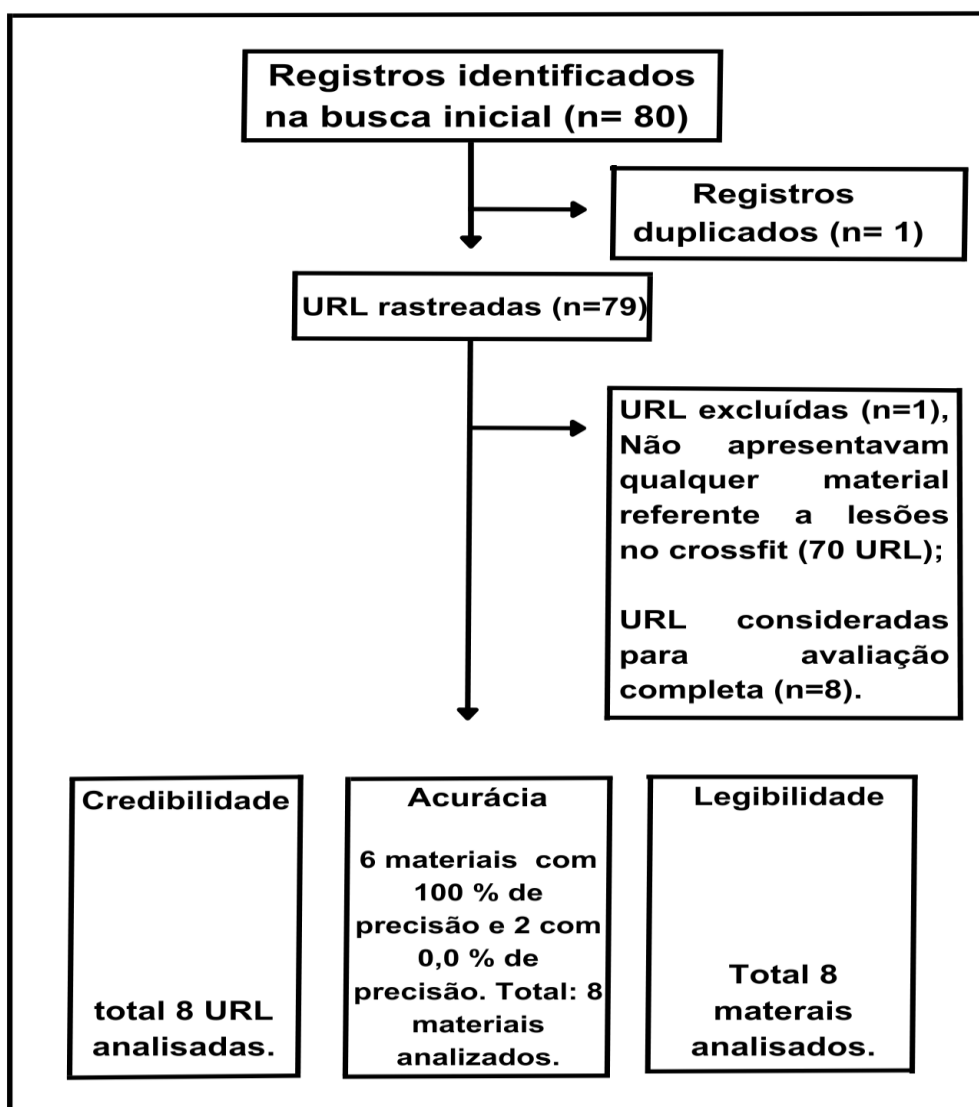 Registros identificados
na busca inicial (n= 80)
Registros
duplicados (n= 1)
URL rastreadas (n=79)
URL excluídas (n=1),
Não apresentavam
qualquer material
referente a lesões
no crossfit (70 URL);
URL consideradas
para avaliação
completa (n=8).
Credibilidade
total 8 URL
analisadas.
Acurácia
6 materiais com
100 % de
precisão e 2 com
0,0 % de
precisão. Total: 8
materiais
analizados.
Legibilidade
Total 8
materais
analisados.